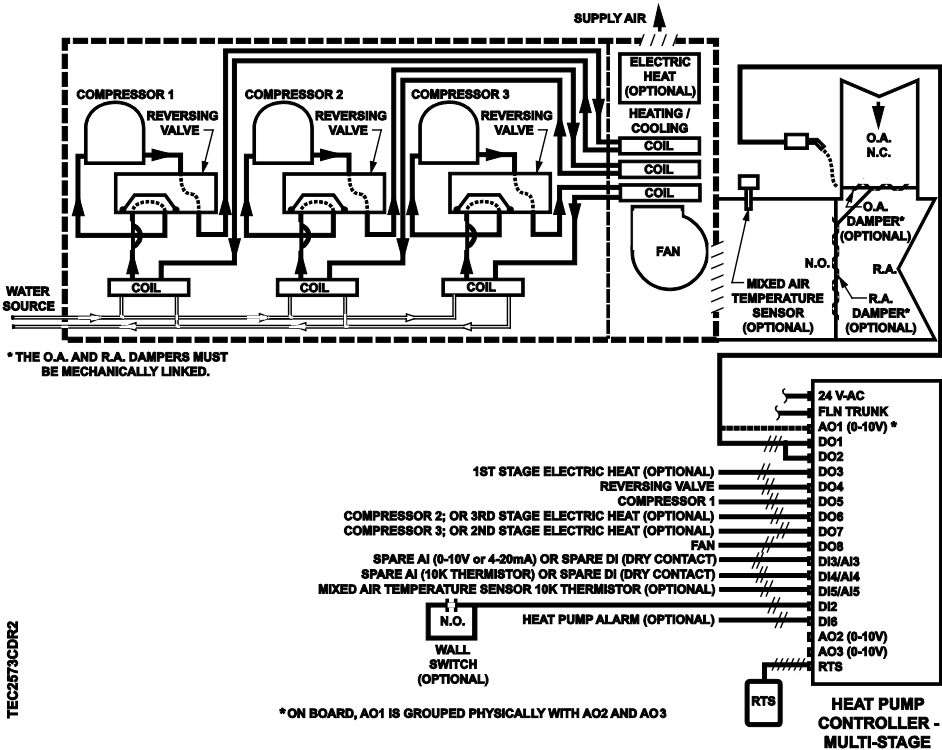 SUPPLY AIR
ELECTRIC
HEAT
(OPTIONAL)
HEATING /
COOLING
COIL
COIL
COIL
FAN
COMPRESSOR 1
REVERSING
VALVE
COMPRESSOR 2
REVERSING
VALVE
COMPRESSOR 3
REVERSING
VALVE
COIL
COIL
COIL
WATER
SOURCE
O.A.
N.C.
O.A.
DAMPER*
(OPTIONAL)
N.O.
R.A.
MIXED AIR
TEMPERATURE
SENSOR
(OPTIONAL)
R.A.
DAMPER*
(OPTIONAL)
* THE O.A. AND R.A. DAMPERS MUST
BE MECHANICALLY LINKED.
24 V-AC
FLN TRUNK
AO1 (0-10V) *
DO1
DO2
1ST STAGE ELECTRIC HEAT (OPTIONAL) DO3
REVERSING VALVE DO4
COMPRESSOR 1 DO5
COMPRESSOR 2; OR 3RD STAGE ELECTRIC HEAT (OPTIONAL) DO6
COMPRESSOR 3; OR 2ND STAGE ELECTRIC HEAT (OPTIONAL) DO7
FAN DO8
SPARE AI (0-10V or 4-20mA) OR SPARE DI (DRY CONTACT) DI3/AI3
SPARE AI (10K THERMISTOR) OR SPARE DI (DRY CONTACT) DI4/AI4
MIXED AIR TEMPERATURE SENSOR 10K THERMISTOR (OPTIONAL) DI5/AI5
DI2
N.O.
HEAT PUMP ALARM (OPTIONAL) DI6
WALL
SWITCH
(OPTIONAL)
AO2 (0-10V)
AO3 (0-10V)
RTS
RTS
HEAT PUMP
CONTROLLER -
MULTI-STAGE
* ON BOARD, AO1 IS GROUPED PHYSICALLY WITH AO2 AND AO3
TEC2573CDR2